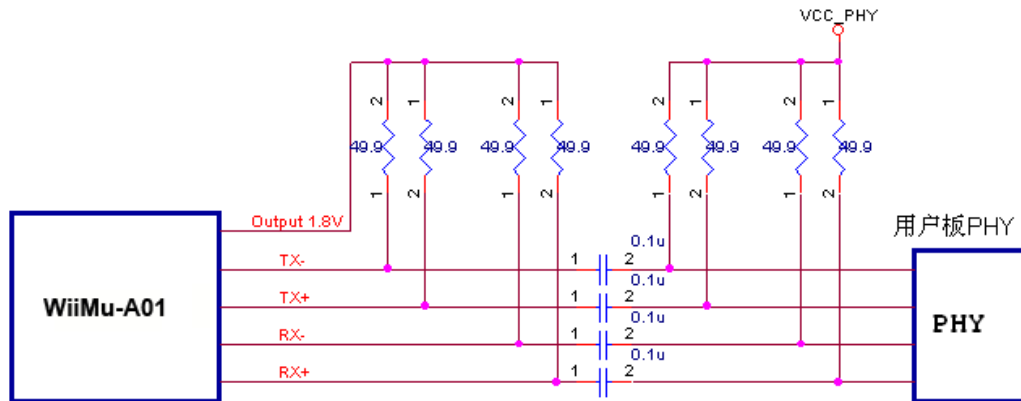 VCC_PHY
2 1 2 1 2 1 2 1
49.9 49.9 49.9 49.9 49.9 49.9 49.9 49.9
1 2 1 2 1 2 1 2
Output 1.8V
用户板PHY
0.1u
TX- 1 2
0.1u
TX+ 1 2
0.1u
RX- 1 2
0.1u
RX+ 1 2
WiiMu-A01
PHY